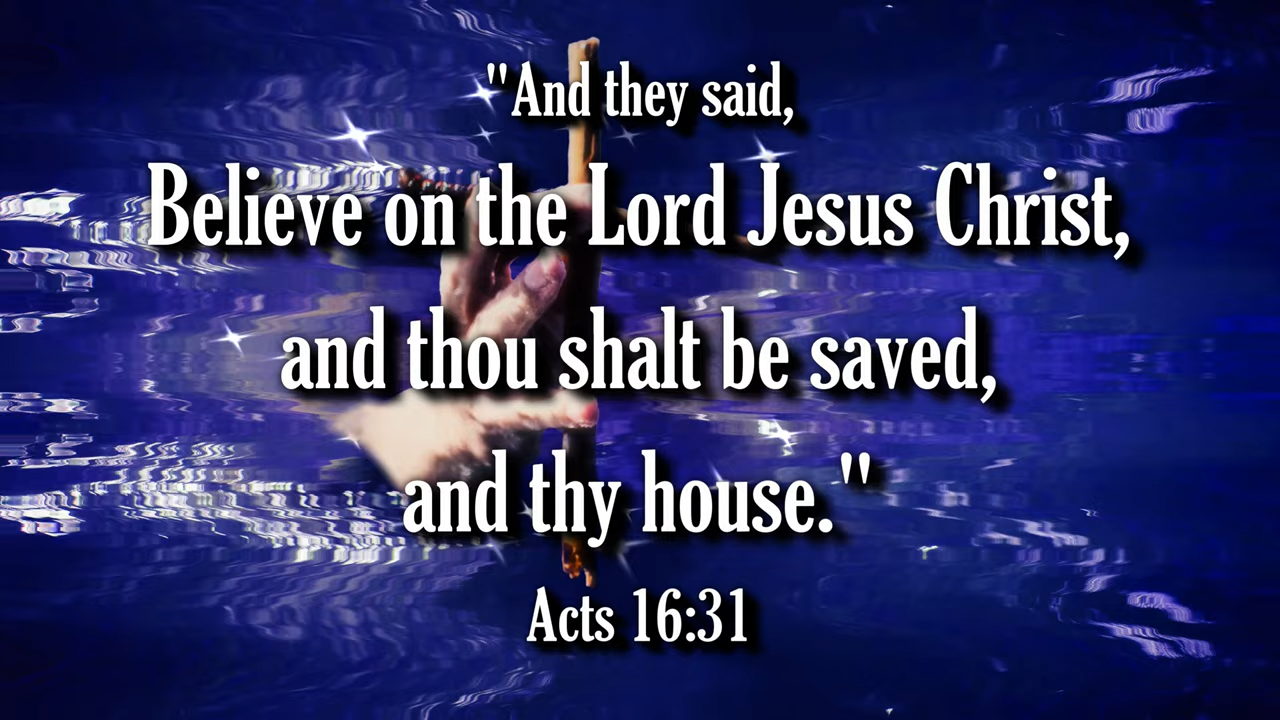 "And they said,
Believe on the Lord Jesus Christ,
and thou shalt be saved,
and thy house."
Acts 16:31